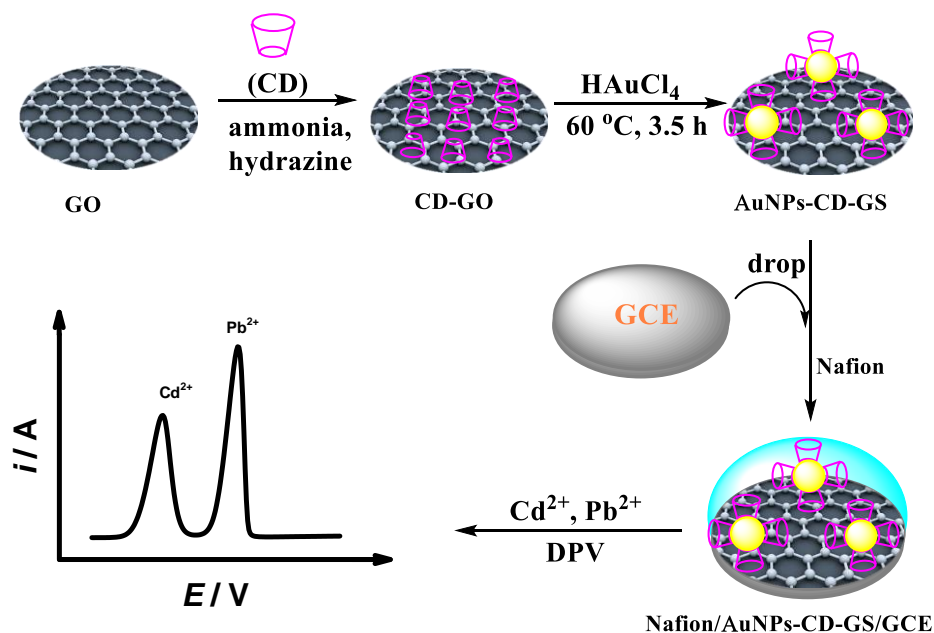 (CD)
ammonia,
hydrazine
GO
CD-GO
HAuCl₄
60 °C, 3.5 h
AuNPs-CD-GS
drop
GCE
Nafion
Pb²⁺
Cd²⁺
i / A
E / V
Cd²⁺, Pb²⁺
DPV
Nafion/AuNPs-CD-GS/GCE